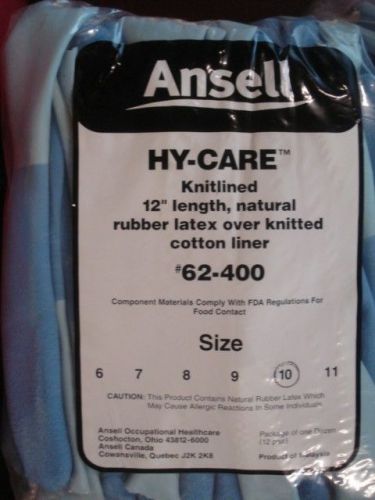 Ansell
HY-CARE™
Knitlined
12" length, natural
rubber latex over knitted
cotton liner
#62-400
Component Materials Comply With FDA Regulations For
Food Contact
Size
6 7 8 9 10 11
CAUTION: This Product Contains Natural Rubber Latex Which
May Cause Allergic Reactions In Some Individuals.
Ansell Occupational Healthcare
Coshocton, Ohio 43812-6000
Ansell Canada
Cowansville, Quebec J2K 2K8
Package of one Dozen
(12 pair)
Product of Malaysia